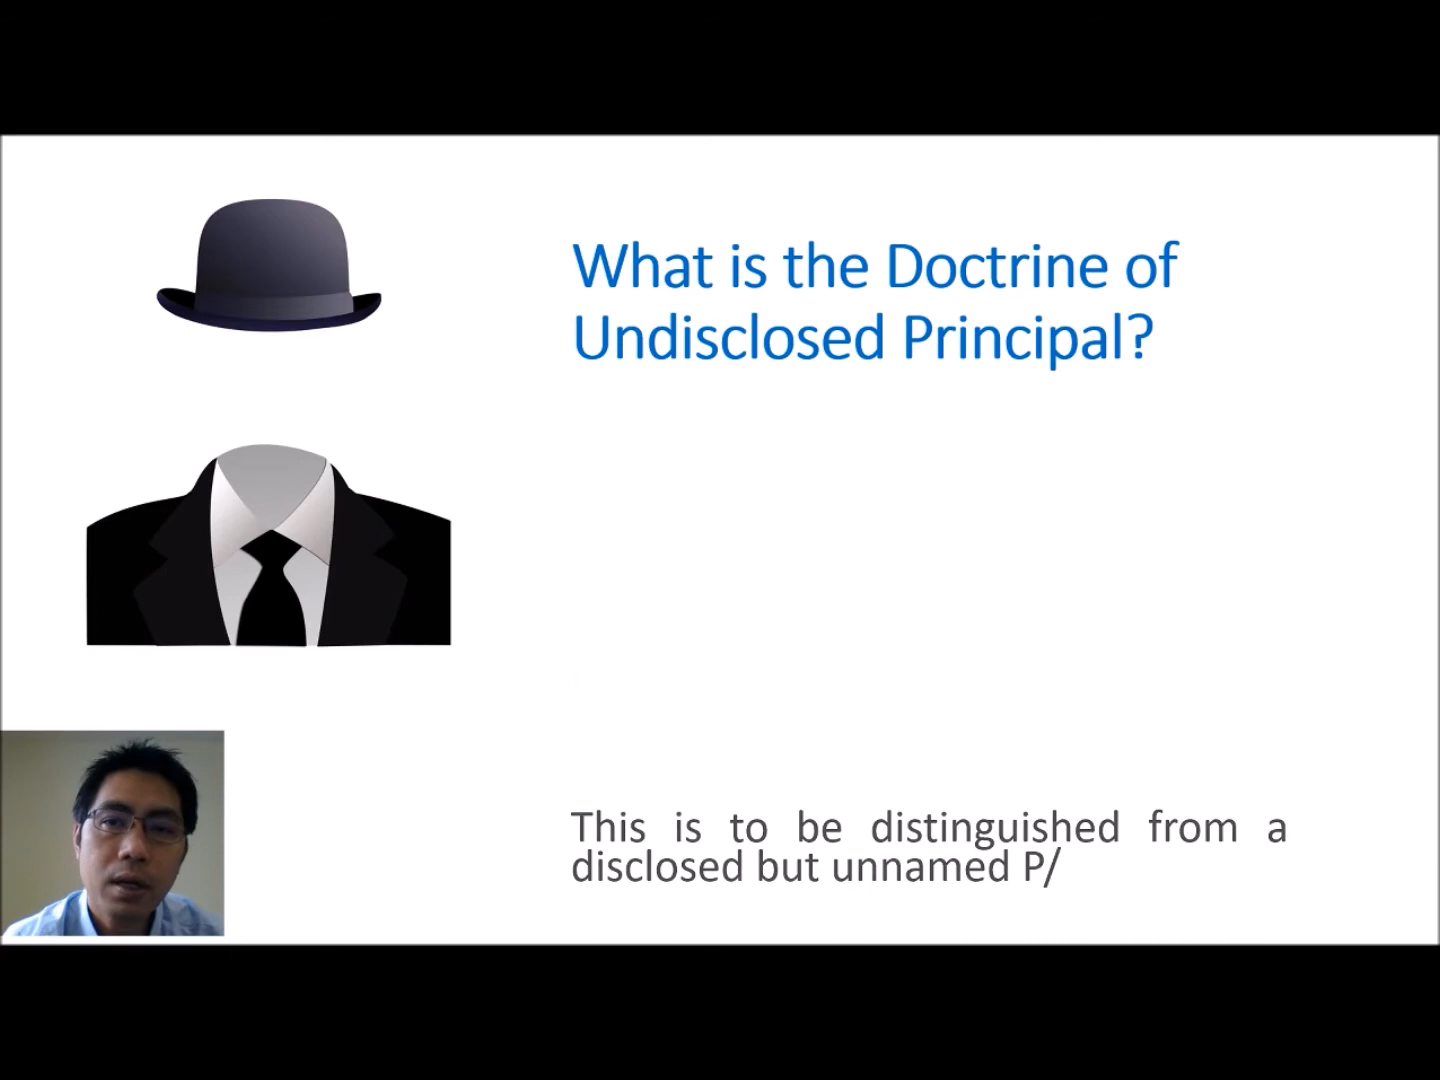 What is the Doctrine of
Undisclosed Principal?
This is to be distinguished from a
disclosed but unnamed P/